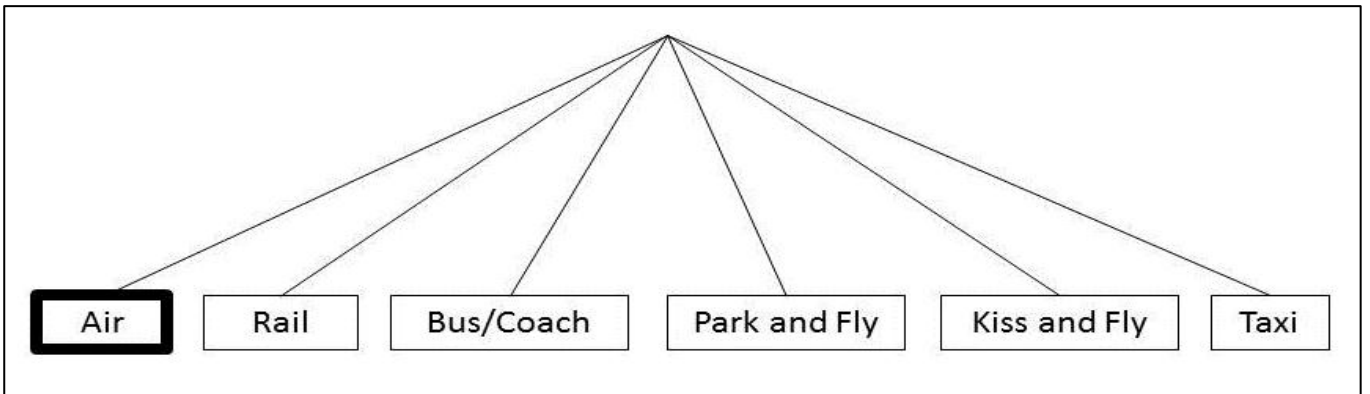 Air
Rail
Bus/Coach
Park and Fly
Kiss and Fly
Taxi